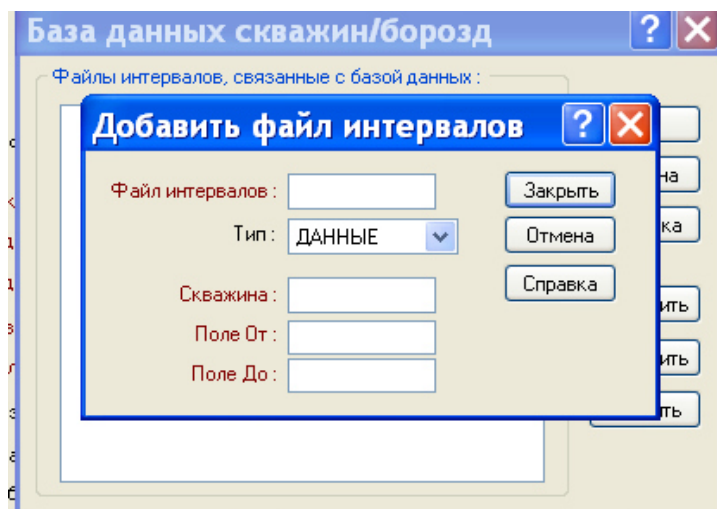 База данных скважин/борозд
Файлы интервалов, связанные с базой данных :
Добавить файл интервалов
Файл интервалов :
Закрыть
Тип :
ДАННЫЕ
Отмена
Скважина :
Справка
Поле От :
Поле До :